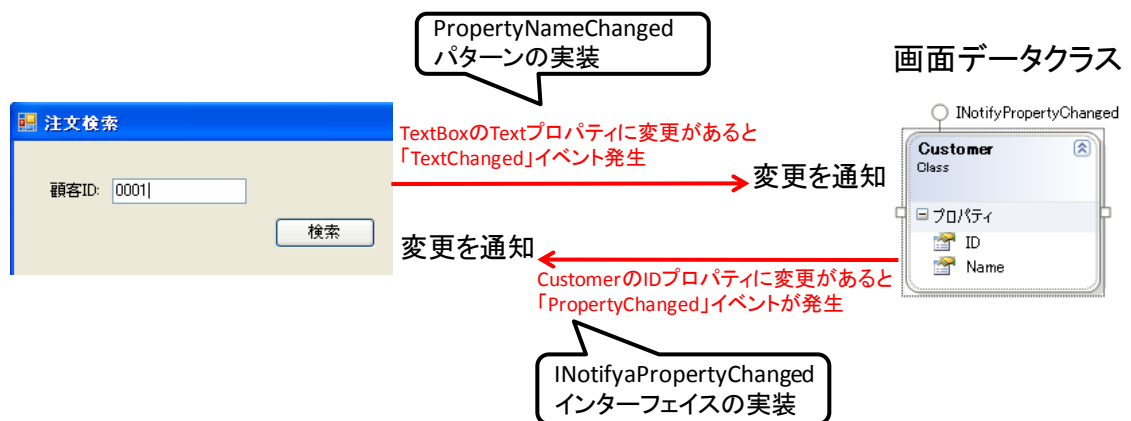 PropertyNameChanged
パターンの実装
画面データクラス
注文検索
TextBoxのTextプロパティに変更があると
「TextChanged」イベント発生
変更を通知
顧客ID: 0001
検索
変更を通知
CustomerのIDプロパティに変更があると
「PropertyChanged」イベントが発生
INotifyPropertyChanged
Customer
Class
プロパティ
ID
Name
INotifyaPropertyChanged
インターフェイスの実装